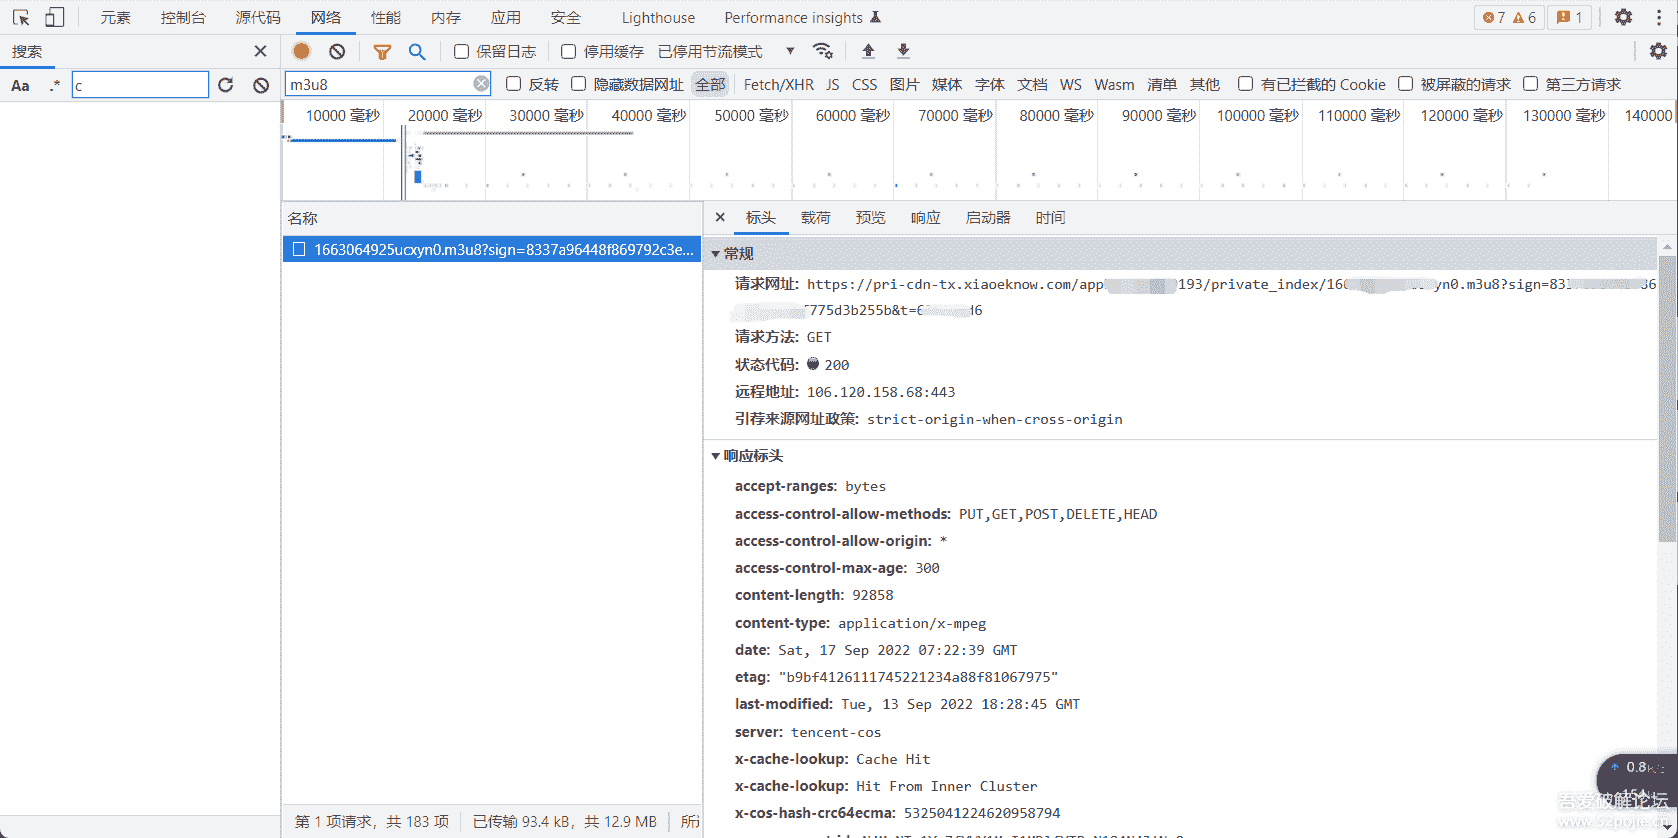 元素 控制台 源代码 网络 性能 内存 应用 安全 Lighthouse Performance insights 7 6 1
搜索 保留日志 停用缓存 已停用节流模式
Aa .* c m3u8 反转 隐藏数据网址 全部 Fetch/XHR JS CSS 图片 媒体 字体 文档 WS Wasm 清单 其他 有已拦截的 Cookie 被屏蔽的请求 第三方请求
10000 毫秒 20000 毫秒 30000 毫秒 40000 毫秒 50000 毫秒 60000 毫秒 70000 毫秒 80000 毫秒 90000 毫秒 100000 毫秒 110000 毫秒 120000 毫秒 130000 毫秒 140000
名称 标头 载荷 预览 响应 启动器 时间
1663064925ucxyn0.m3u8?sign=8337a96448f869792c3e...
常规
请求网址: https://pri-cdn-tx.xiaoeknow.com/app 193/private_index/16 yn0.m3u8?sign=83
775d3b255b&t=6 d6
请求方法: GET
状态代码: 200
远程地址: 106.120.158.68:443
引荐来源网址政策: strict-origin-when-cross-origin
响应标头
accept-ranges: bytes
access-control-allow-methods: PUT,GET,POST,DELETE,HEAD
access-control-allow-origin: *
access-control-max-age: 300
content-length: 92858
content-type: application/x-mpeg
date: Sat, 17 Sep 2022 07:22:39 GMT
etag: "b9bf4126111745221234a88f81067975"
last-modified: Tue, 13 Sep 2022 18:28:45 GMT
server: tencent-cos
x-cache-lookup: Cache Hit
x-cache-lookup: Hit From Inner Cluster
x-cos-hash-crc64ecma: 5325041224620958794
第 1 项请求，共 183 项 已传输 93.4 kB，共 12.9 MB
0.8
吾爱破解论坛
www.52pojie.cn